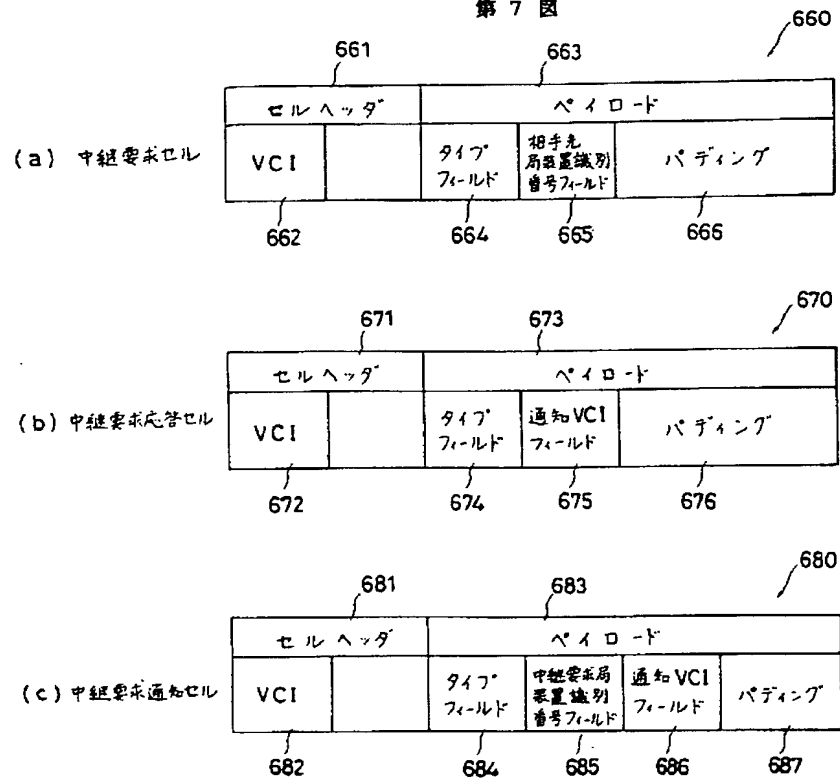 第 7 図
660
661
663
セルヘッダ
ペイロード
(a) 中継要求セル
VCI
タイプ
フィールド
相手先
局装置識別
番号フィールド
パディング
662
664
665
666
670
671
673
セルヘッダ
ペイロード
(b) 中継要求応答セル
VCI
タイプ
フィールド
通知VCI
フィールド
パディング
672
674
675
676
680
681
683
セルヘッダ
ペイロード
(c) 中継要求通知セル
VCI
タイプ
フィールド
中継要求局
装置識別
番号フィールド
通知VCI
フィールド
パディング
682
684
685
686
687